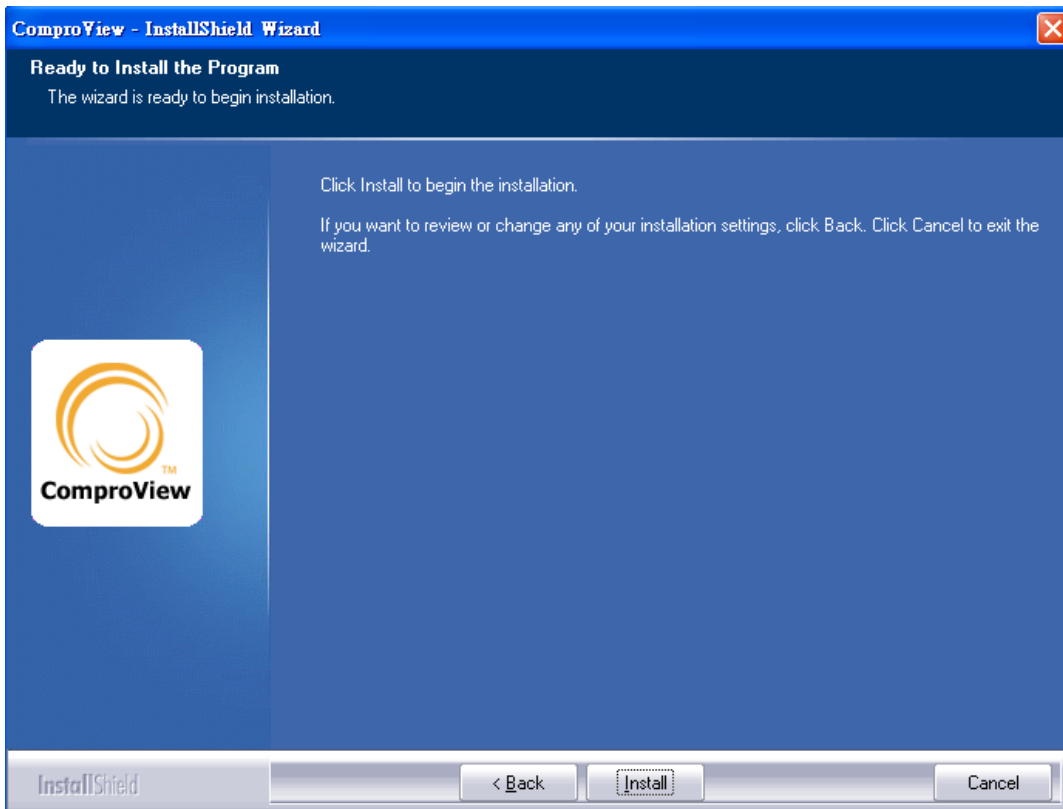 ComproView - InstallShield Wizard
Ready to Install the Program
The wizard is ready to begin installation.
Click Install to begin the installation.
If you want to review or change any of your installation settings, click Back. Click Cancel to exit the
wizard.
TM
ComproView
InstallShield
< Back
Install
Cancel